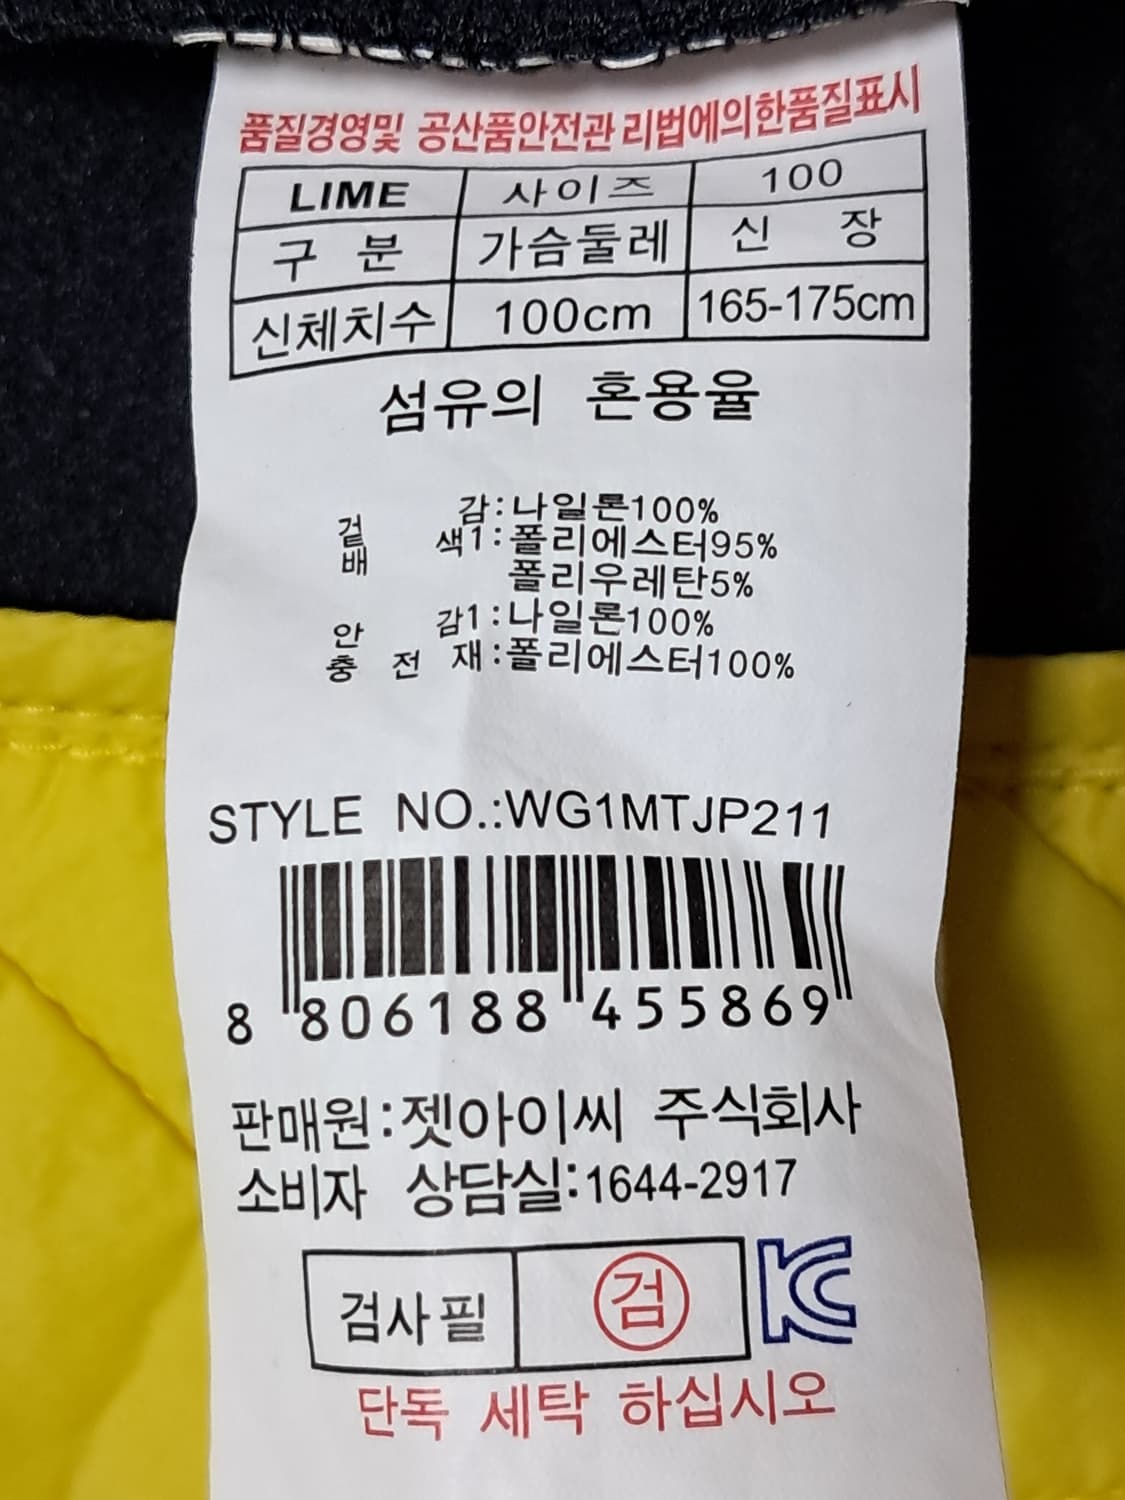 품질경영및 공산품안전관리법에의한품질표시
LIME 사이즈 100
구 분 가슴둘레 신 장
신체치수 100cm 165-175cm
섬유의 혼용율
겉 감:나일론100%
배 색1:폴리에스터95%
폴리우레탄5%
안 감1:나일론100%
충 전 재:폴리에스터100%
STYLE NO.:WG1MTJP211
8 806188 455869
판매원:젯아이씨 주식회사
소비자 상담실:1644-2917
검사필 검 KC
단독 세탁 하십시오